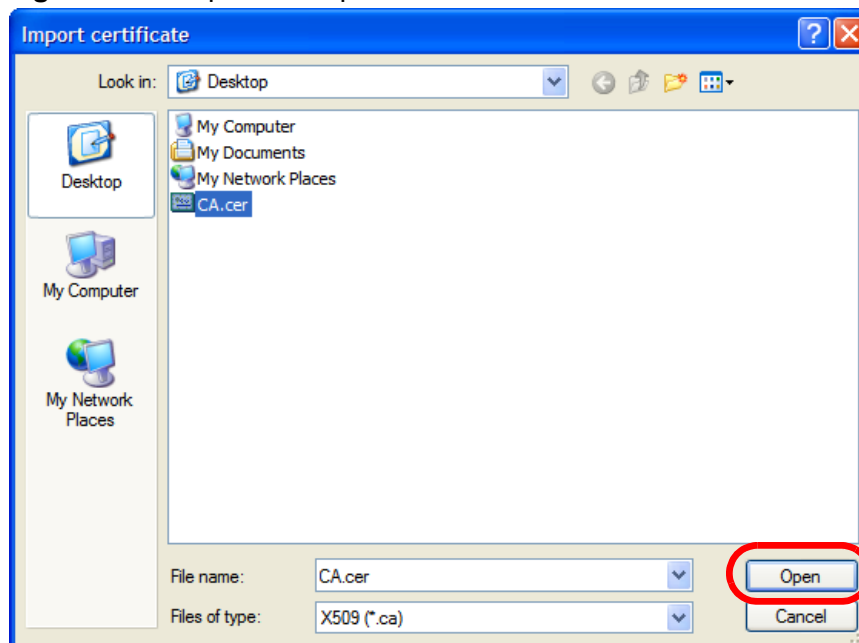 Import certificate
Look in:
Desktop
My Computer
My Documents
My Network Places
CA.cer
Desktop
My Computer
My Network
Places
File name:
CA.cer
Open
Files of type:
X509 (*.ca)
Cancel